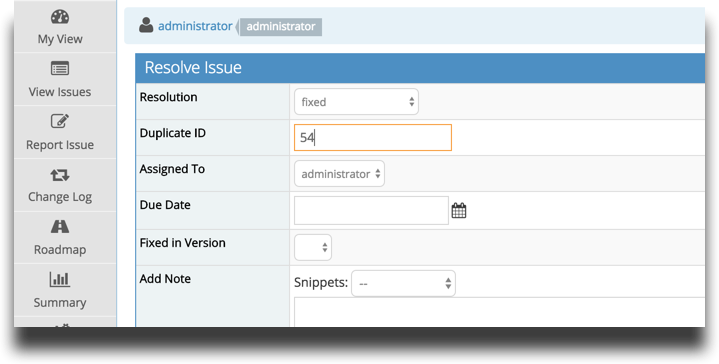 administrator administrator
My View
View Issues
Report Issue
Change Log
Roadmap
Summary
Resolve Issue
Resolution fixed
Duplicate ID 54
Assigned To administrator
Due Date
Fixed in Version
Add Note Snippets: --